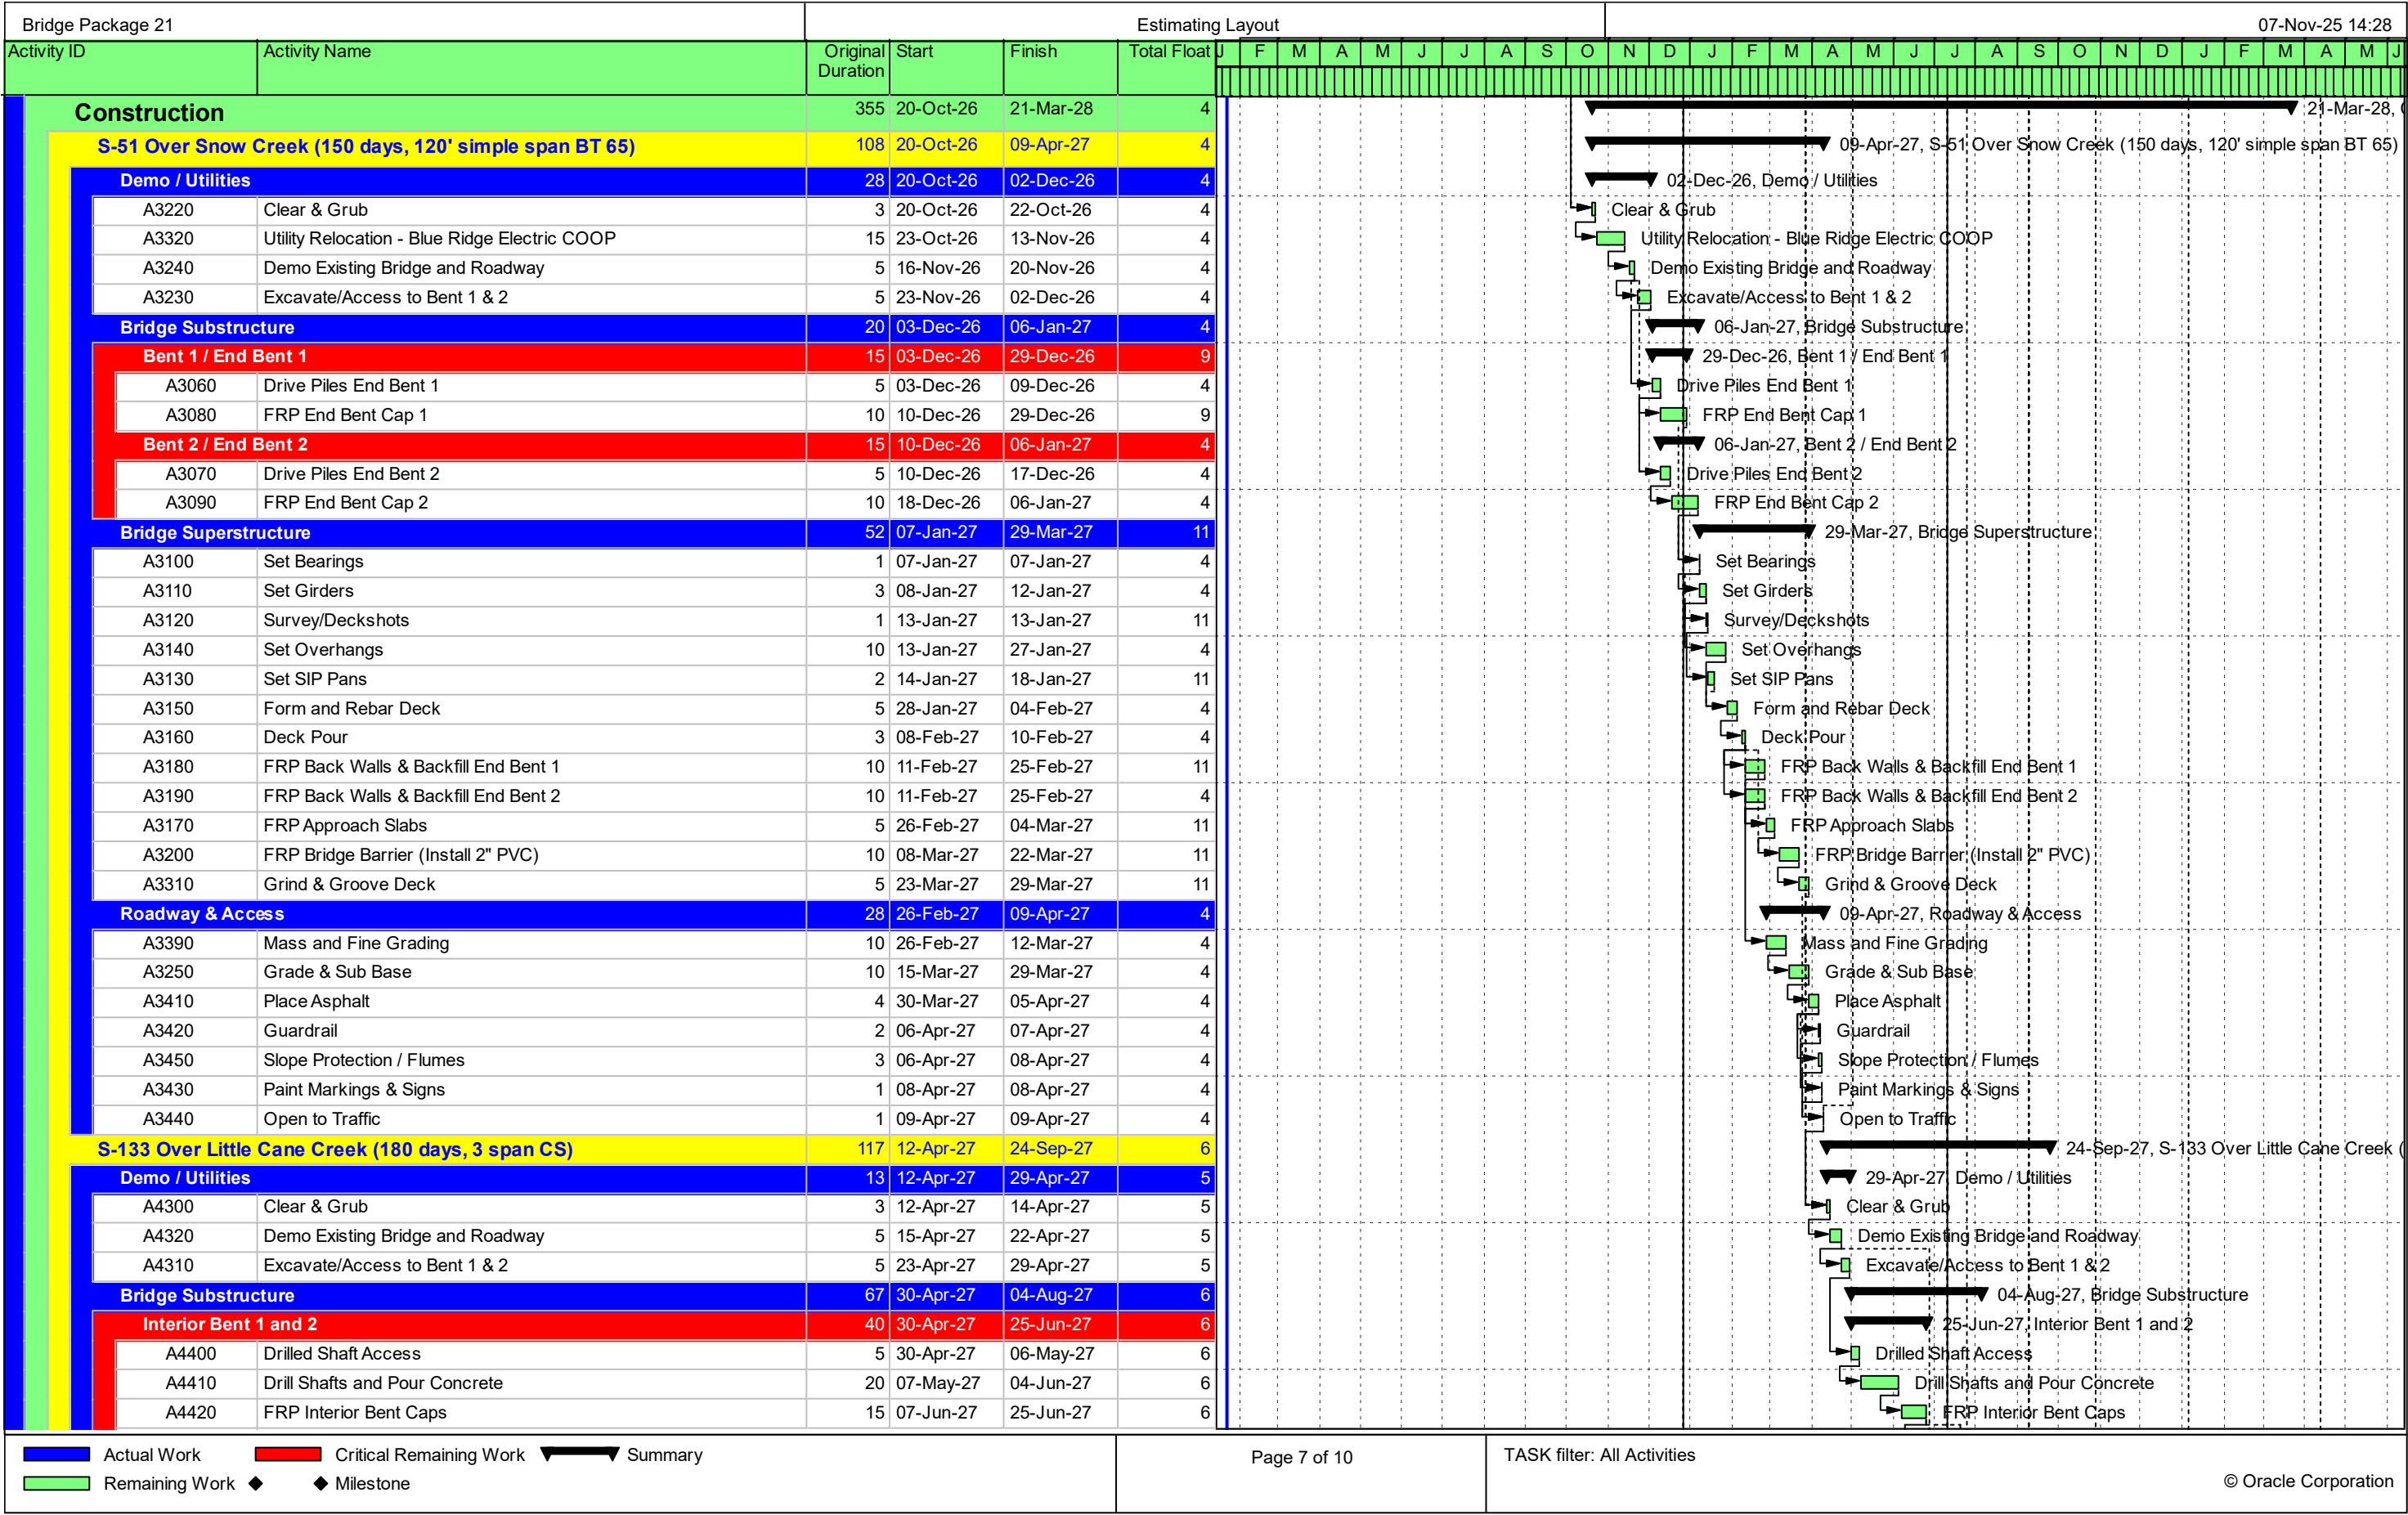 Bridge Package 21 Estimating Layout 07-Nov-25 14:28
Activity ID Activity Name Original Duration Start Finish Total Float J F M A M J J A S O N D J F M A M J J A S O N D J F M A M J
Construction 355 20-Oct-26 21-Mar-28 4 21-Mar-28,
S-51 Over Snow Creek (150 days, 120' simple span BT 65) 108 20-Oct-26 09-Apr-27 4 09-Apr-27, S-51 Over Snow Creek (150 days, 120' simple span BT 65)
Demo / Utilities 28 20-Oct-26 02-Dec-26 4 02-Dec-26, Demo / Utilities
A3220 Clear & Grub 3 20-Oct-26 22-Oct-26 4 Clear & Grub
A3320 Utility Relocation - Blue Ridge Electric COOP 15 23-Oct-26 13-Nov-26 4 Utility Relocation - Blue Ridge Electric COOP
A3240 Demo Existing Bridge and Roadway 5 16-Nov-26 20-Nov-26 4 Demo Existing Bridge and Roadway
A3230 Excavate/Access to Bent 1 & 2 5 23-Nov-26 02-Dec-26 4 Excavate/Access to Bent 1 & 2
Bridge Substructure 20 03-Dec-26 06-Jan-27 4 06-Jan-27, Bridge Substructure
Bent 1 / End Bent 1 15 03-Dec-26 29-Dec-26 9 29-Dec-26, Bent 1 / End Bent 1
A3060 Drive Piles End Bent 1 5 03-Dec-26 09-Dec-26 4 Drive Piles End Bent 1
A3080 FRP End Bent Cap 1 10 10-Dec-26 29-Dec-26 9 FRP End Bent Cap 1
Bent 2 / End Bent 2 15 10-Dec-26 06-Jan-27 4 06-Jan-27, Bent 2 / End Bent 2
A3070 Drive Piles End Bent 2 5 10-Dec-26 17-Dec-26 4 Drive Piles End Bent 2
A3090 FRP End Bent Cap 2 10 18-Dec-26 06-Jan-27 4 FRP End Bent Cap 2
Bridge Superstructure 52 07-Jan-27 29-Mar-27 11 29-Mar-27, Bridge Superstructure
A3100 Set Bearings 1 07-Jan-27 07-Jan-27 4 Set Bearings
A3110 Set Girders 3 08-Jan-27 12-Jan-27 4 Set Girders
A3120 Survey/Deckshots 1 13-Jan-27 13-Jan-27 11 Survey/Deckshots
A3140 Set Overhangs 10 13-Jan-27 27-Jan-27 4 Set Overhangs
A3130 Set SIP Pans 2 14-Jan-27 18-Jan-27 11 Set SIP Pans
A3150 Form and Rebar Deck 5 28-Jan-27 04-Feb-27 4 Form and Rebar Deck
A3160 Deck Pour 3 08-Feb-27 10-Feb-27 4 Deck Pour
A3180 FRP Back Walls & Backfill End Bent 1 10 11-Feb-27 25-Feb-27 11 FRP Back Walls & Backfill End Bent 1
A3190 FRP Back Walls & Backfill End Bent 2 10 11-Feb-27 25-Feb-27 4 FRP Back Walls & Backfill End Bent 2
A3170 FRP Approach Slabs 5 26-Feb-27 04-Mar-27 11 FRP Approach Slabs
A3200 FRP Bridge Barrier (Install 2" PVC) 10 08-Mar-27 22-Mar-27 11 FRP Bridge Barrier (Install 2" PVC)
A3310 Grind & Groove Deck 5 23-Mar-27 29-Mar-27 11 Grind & Groove Deck
Roadway & Access 28 26-Feb-27 09-Apr-27 4 09-Apr-27, Roadway & Access
A3390 Mass and Fine Grading 10 26-Feb-27 12-Mar-27 4 Mass and Fine Grading
A3250 Grade & Sub Base 10 15-Mar-27 29-Mar-27 4 Grade & Sub Base
A3410 Place Asphalt 4 30-Mar-27 05-Apr-27 4 Place Asphalt
A3420 Guardrail 2 06-Apr-27 07-Apr-27 4 Guardrail
A3450 Slope Protection / Flumes 3 06-Apr-27 08-Apr-27 4 Slope Protection / Flumes
A3430 Paint Markings & Signs 1 08-Apr-27 08-Apr-27 4 Paint Markings & Signs
A3440 Open to Traffic 1 09-Apr-27 09-Apr-27 4 Open to Traffic
S-133 Over Little Cane Creek (180 days, 3 span CS) 117 12-Apr-27 24-Sep-27 6 24-Sep-27, S-133 Over Little Cane Creek (
Demo / Utilities 13 12-Apr-27 29-Apr-27 5 29-Apr-27, Demo / Utilities
A4300 Clear & Grub 3 12-Apr-27 14-Apr-27 5 Clear & Grub
A4320 Demo Existing Bridge and Roadway 5 15-Apr-27 22-Apr-27 5 Demo Existing Bridge and Roadway
A4310 Excavate/Access to Bent 1 & 2 5 23-Apr-27 29-Apr-27 5 Excavate/Access to Bent 1 & 2
Bridge Substructure 67 30-Apr-27 04-Aug-27 6 04-Aug-27, Bridge Substructure
Interior Bent 1 and 2 40 30-Apr-27 25-Jun-27 6 25-Jun-27, Interior Bent 1 and 2
A4400 Drilled Shaft Access 5 30-Apr-27 06-May-27 6 Drilled Shaft Access
A4410 Drill Shafts and Pour Concrete 20 07-May-27 04-Jun-27 6 Drill Shafts and Pour Concrete
A4420 FRP Interior Bent Caps 15 07-Jun-27 25-Jun-27 6 FRP Interior Bent Caps
Actual Work Critical Remaining Work Summary Page 7 of 10 TASK filter: All Activities
Remaining Work Milestone © Oracle Corporation